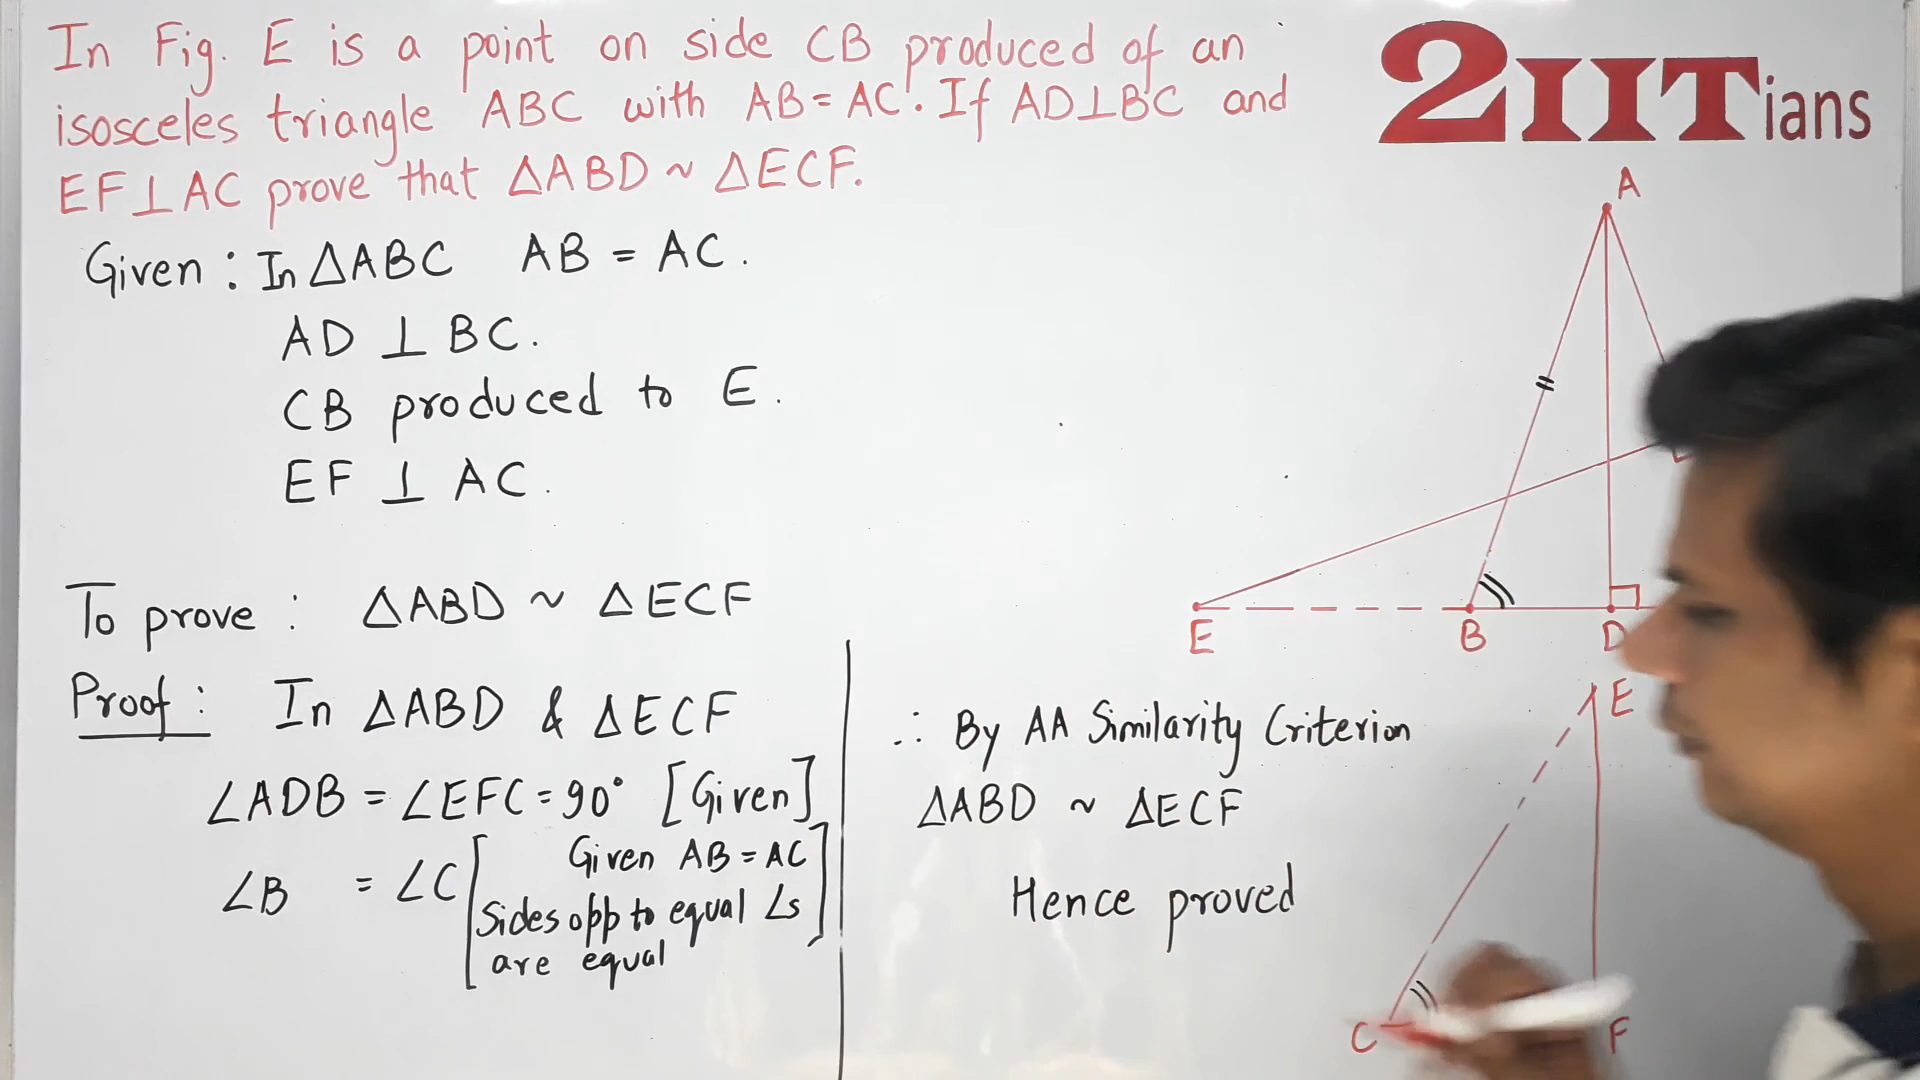 In Fig. E is a point on side CB produced of an
isosceles triangle ABC with AB = AC. If AD⊥BC and
EF⊥AC prove that ΔABD ~ ΔECF.
2IITians
Given : In ΔABC AB = AC.
AD ⊥ BC.
CB produced to E.
EF ⊥ AC.
To prove : ΔABD ~ ΔECF
Proof : In ΔABD & ΔECF
∠ADB = ∠EFC = 90° [Given]
∠B = ∠C [Given AB = AC
Sides opp to equal ∠s
are equal]
∴ By AA Similarity Criterion
ΔABD ~ ΔECF
Hence proved
A
E
B
D
E
C
F